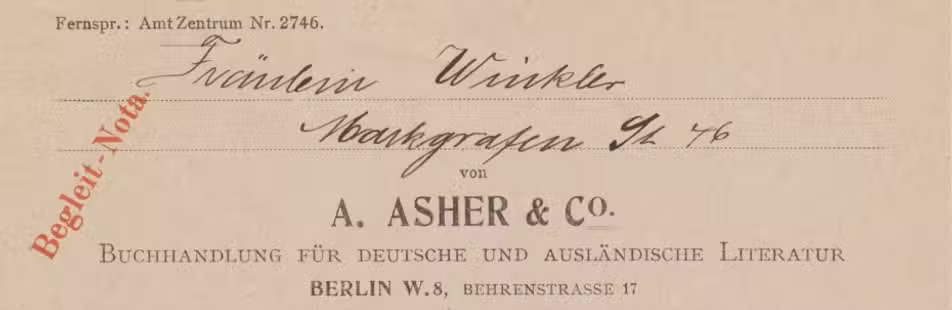 Fernspr.: Amt Zentrum Nr. 2746.
Fräulein Winkler
Markgrafen St 46
Begleit-Nota.
von
A. ASHER & Co.
BUCHHANDLUNG FÜR DEUTSCHE UND AUSLÄNDISCHE LITERATUR
BERLIN W. 8, BEHRENSTRASSE 17